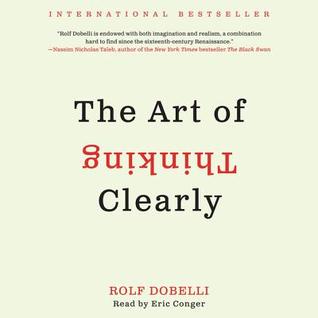 INTERNATIONAL BESTSELLER
"Rolf Dobelli is endowed with both imagination and realism, a combination
hard to find since the sixteenth-century Renaissance."
—Nassim Nicholas Taleb, author of the New York Times bestseller The Black Swan
The Art of
Thinking
Clearly
ROLF DOBELLI
Read by Eric Conger